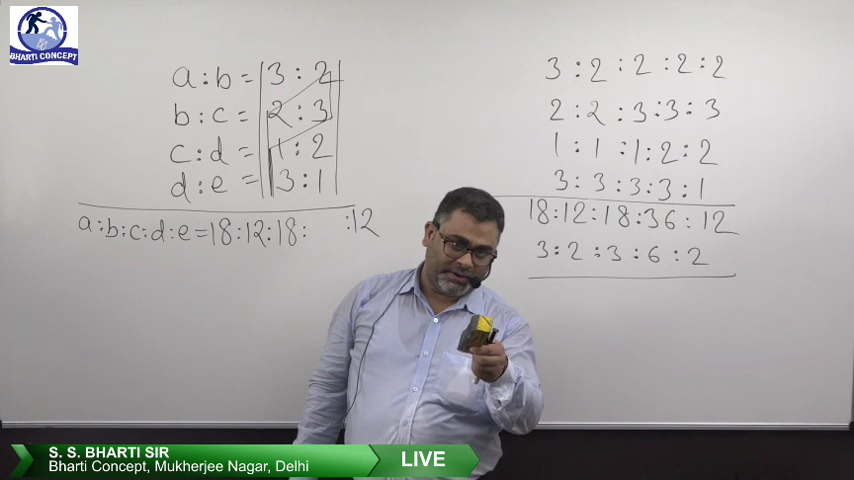 BHARTI CONCEPT
a:b = 3 : 2
b:c = 2 : 3
c:d = 1 : 2
d:e = 3 : 1
a:b:c:d:e=18:12:18: :12
3 : 2 : 2 : 2 : 2
2 : 2 : 3 : 3 : 3
1 : 1 : 1 : 2 : 2
3 : 3 : 3 : 3 : 1
18:12:18:36:12
3:2:3:6:2
S. S. BHARTI SIR
Bharti Concept, Mukherjee Nagar, Delhi
LIVE